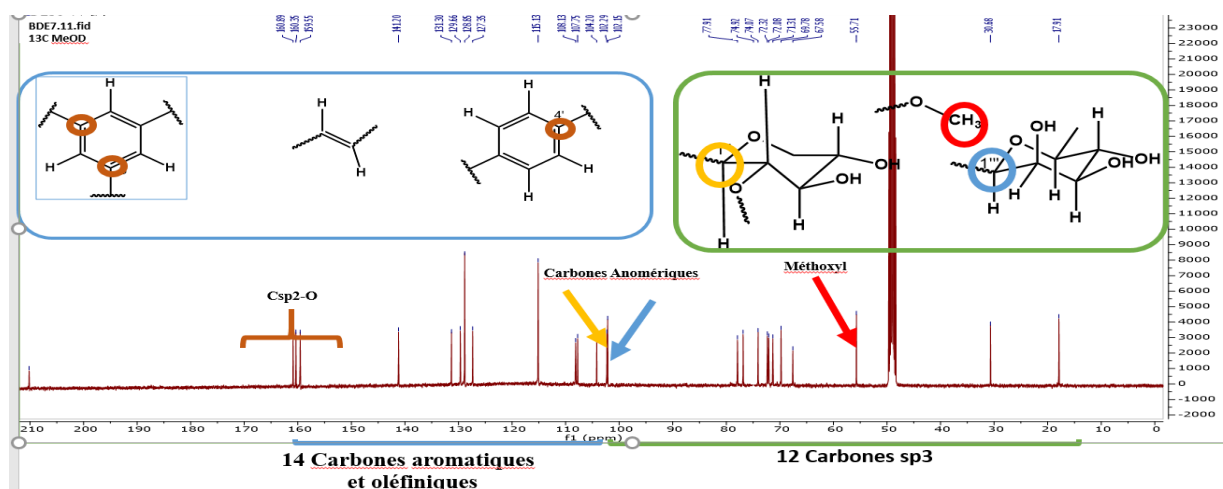 BDE7.11.fid
13C MeOD
160.89
160.35
159.55
141.20
131.30
129.66
128.85
127.35
115.13
108.13
107.75
104.20
102.29
102.15
77.91
74.92
74.07
72.32
72.08
71.31
69.78
67.58
55.71
30.68
17.91
23000
22000
21000
20000
19000
18000
17000
16000
15000
14000
13000
12000
11000
10000
9000
8000
7000
6000
5000
4000
3000
2000
1000
0
-1000
-2000
H
H
H
H
H
H
4'
H
H
H
H
O
O
H
H
OH
OH
O
CH3
OH
H
O
1'''
H
H
H
OH
OH
Csp2-O
Carbones Anomériques
Méthoxyl
210 200 190 180 170 160 150 140 130 120 110 100 90 80 70 60 50 40 30 20 10 0
f1 (ppm)
14 Carbones aromatiques
et oléfiniques
12 Carbones sp3